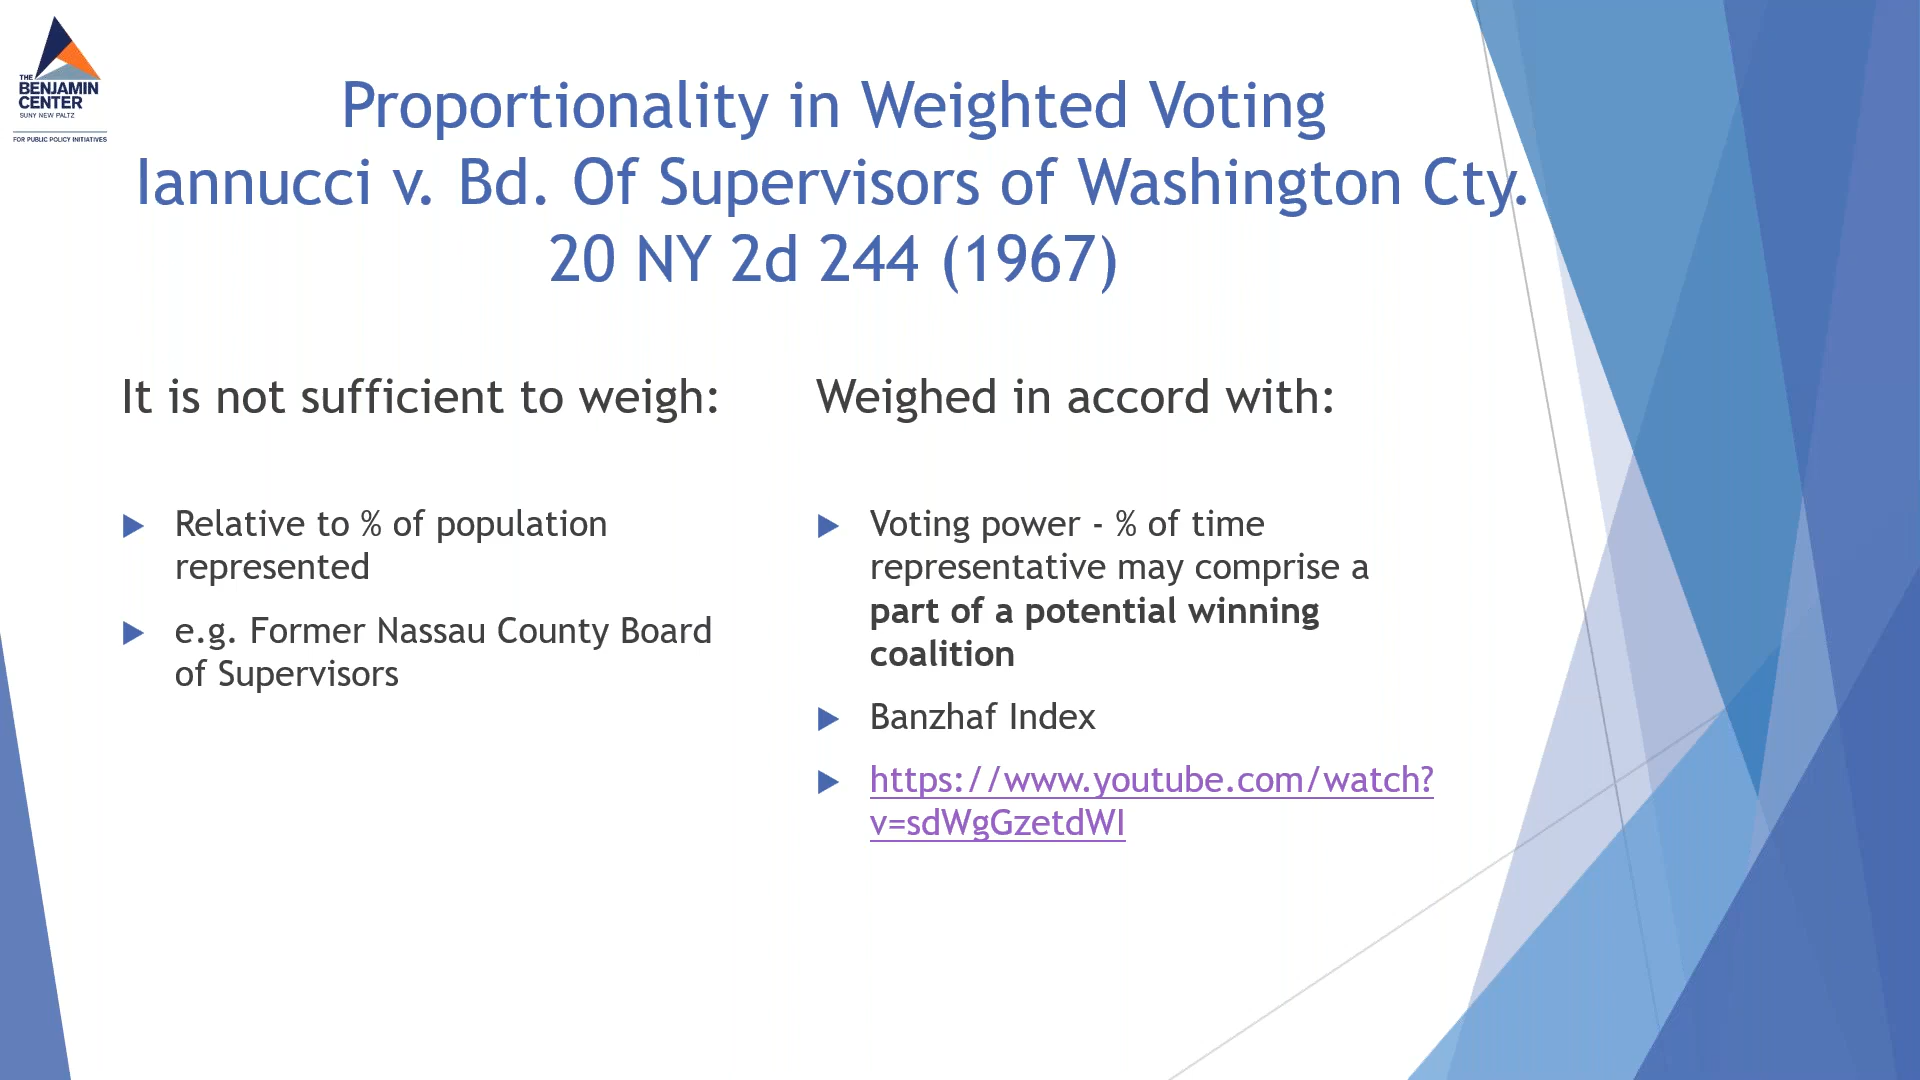 THE
BENJAMIN
CENTER
SUNY NEW PALTZ
FOR PUBLIC POLICY INITIATIVES
Proportionality in Weighted Voting
Iannucci v. Bd. Of Supervisors of Washington Cty.
20 NY 2d 244 (1967)
It is not sufficient to weigh:
Relative to % of population
represented
e.g. Former Nassau County Board
of Supervisors
Weighed in accord with:
Voting power - % of time
representative may comprise a
part of a potential winning
coalition
Banzhaf Index
https://www.youtube.com/watch?
v=sdWgGzetdWI